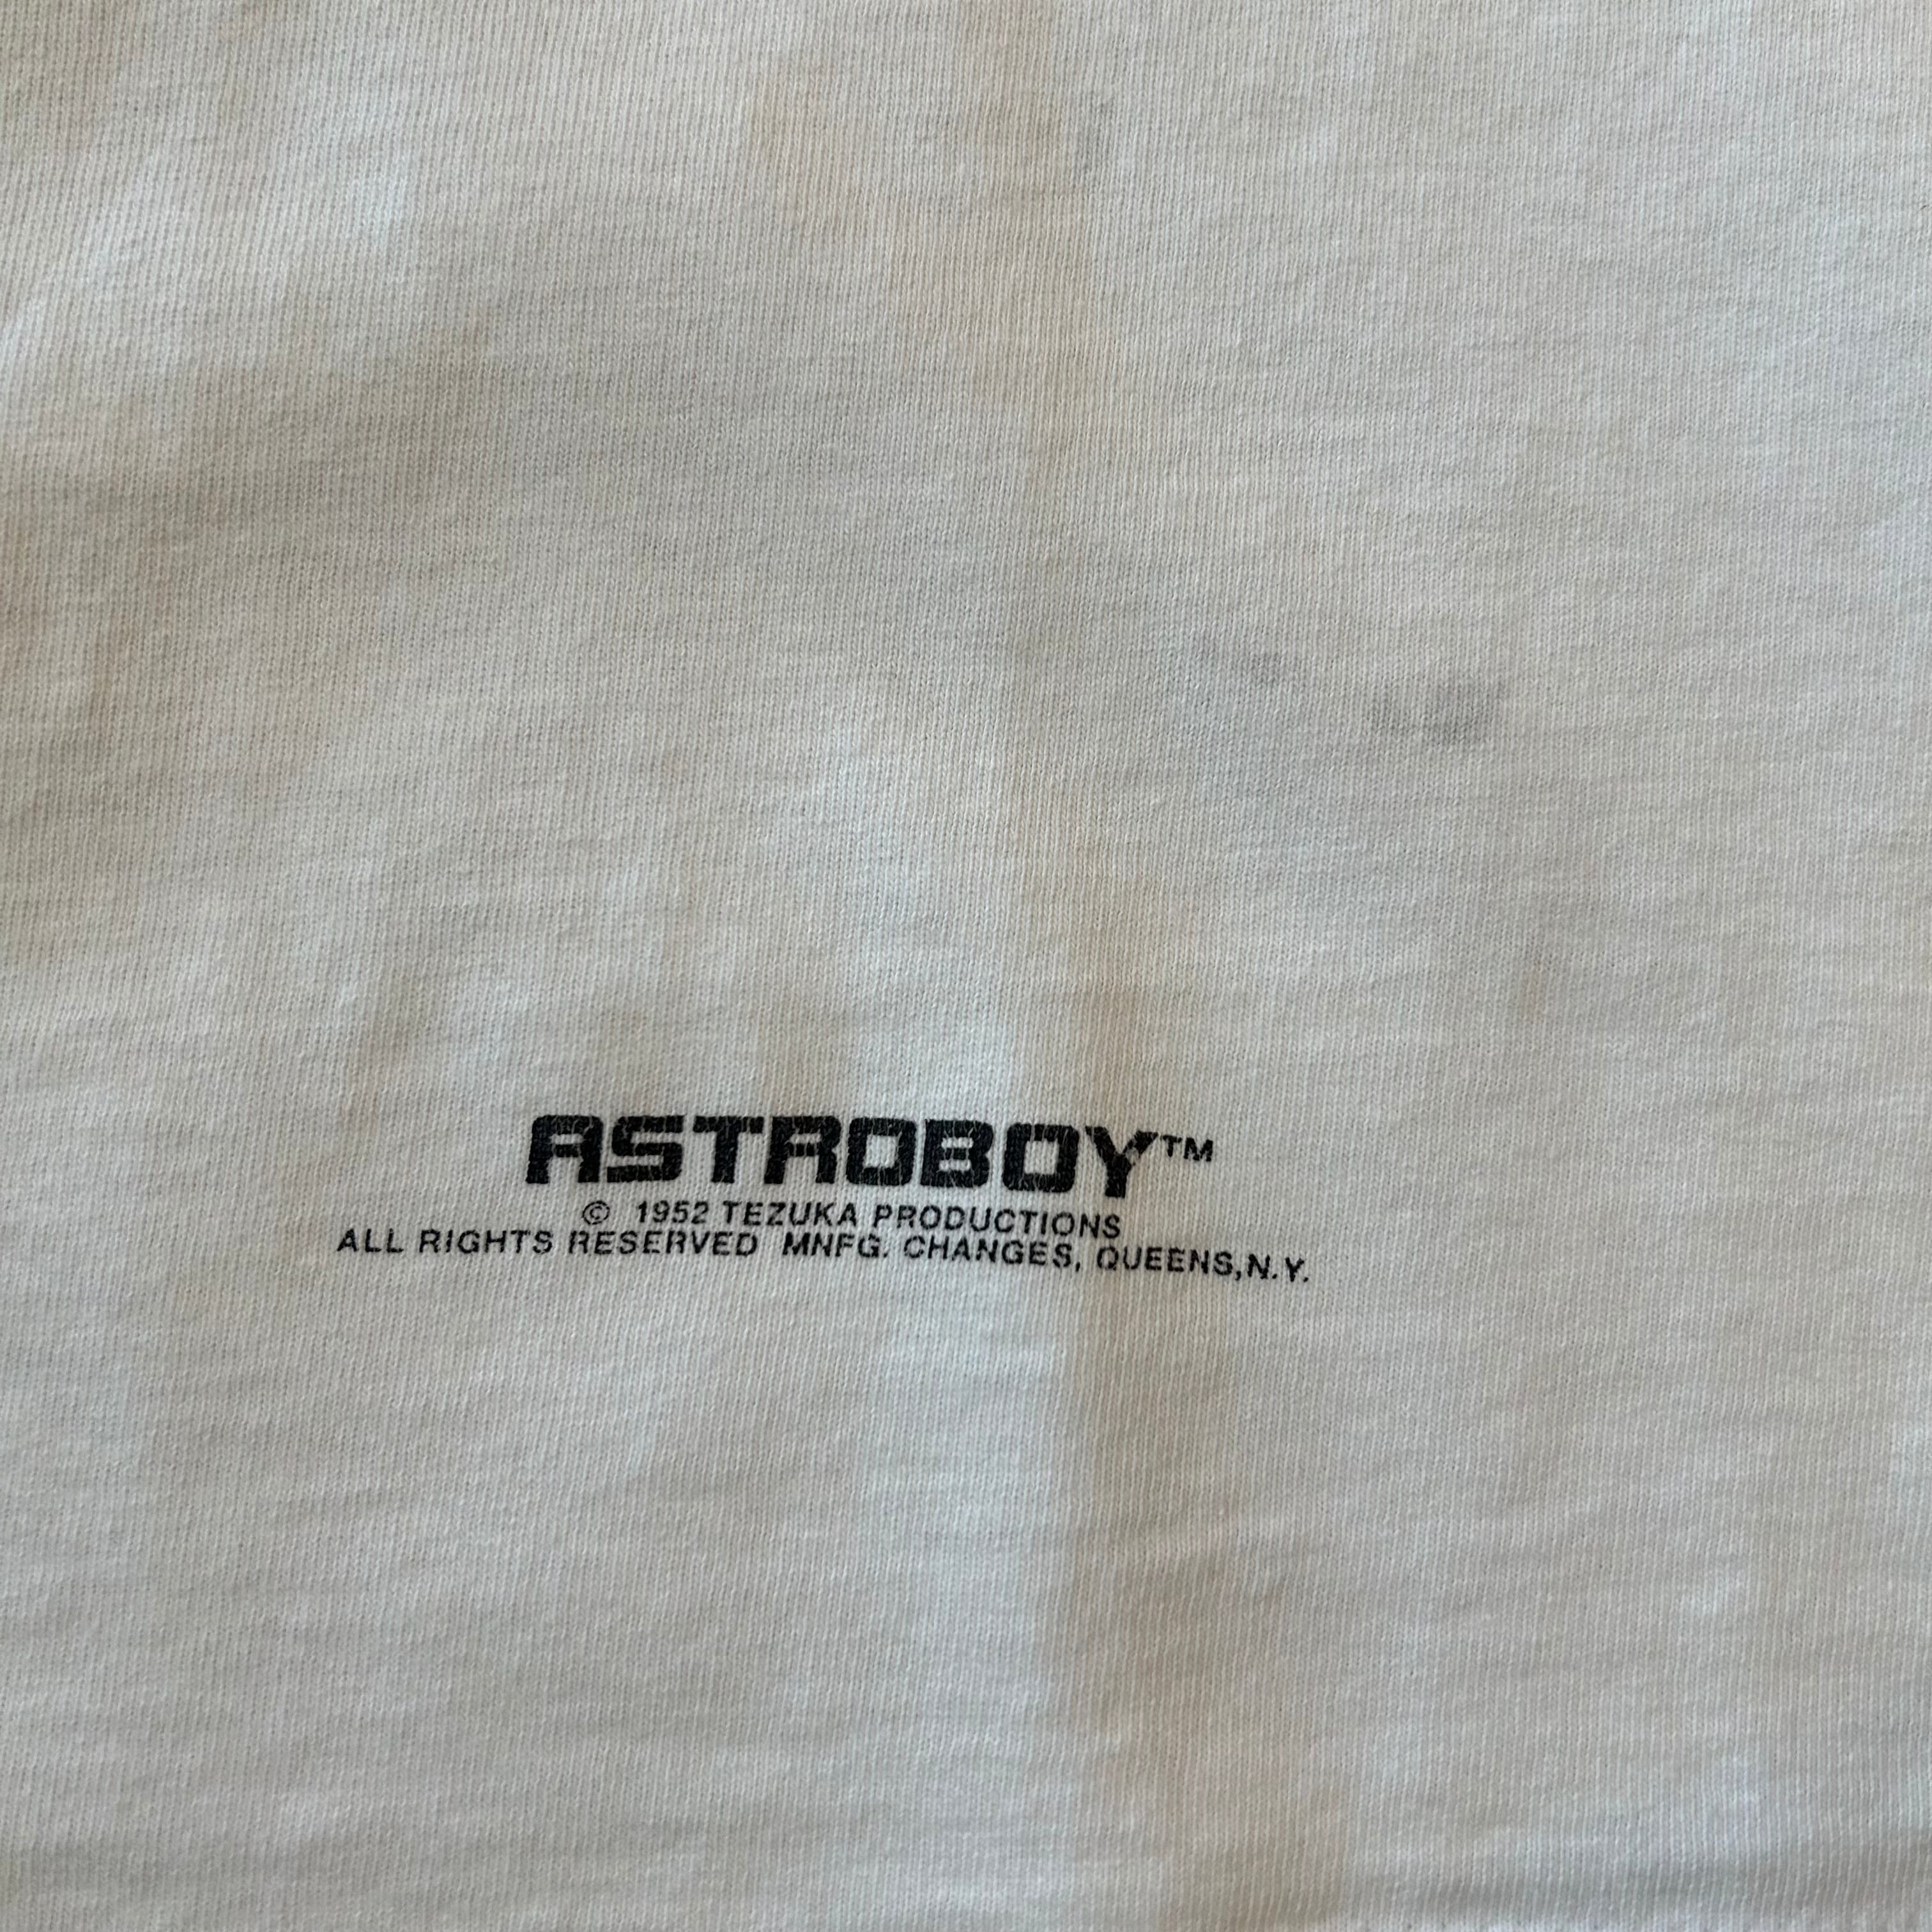 ASTROBOY™
© 1952 TEZUKA PRODUCTIONS
ALL RIGHTS RESERVED MNFG. CHANGES, QUEENS,N.Y.